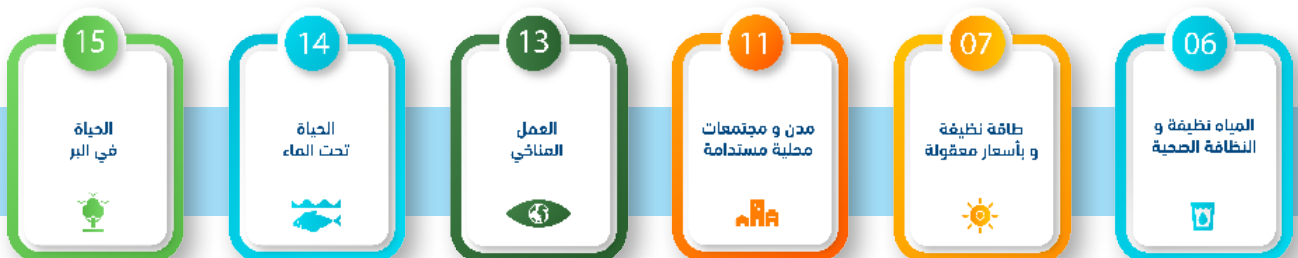 06
المياه نظيفة و
النظافة الصحية
07
طاقة نظيفة
و بأسعار معقولة
11
مدن و مجتمعات
محلية مستدامة
13
العمل
المناخي
14
الحياة
تحت الماء
15
الحياة
في البر